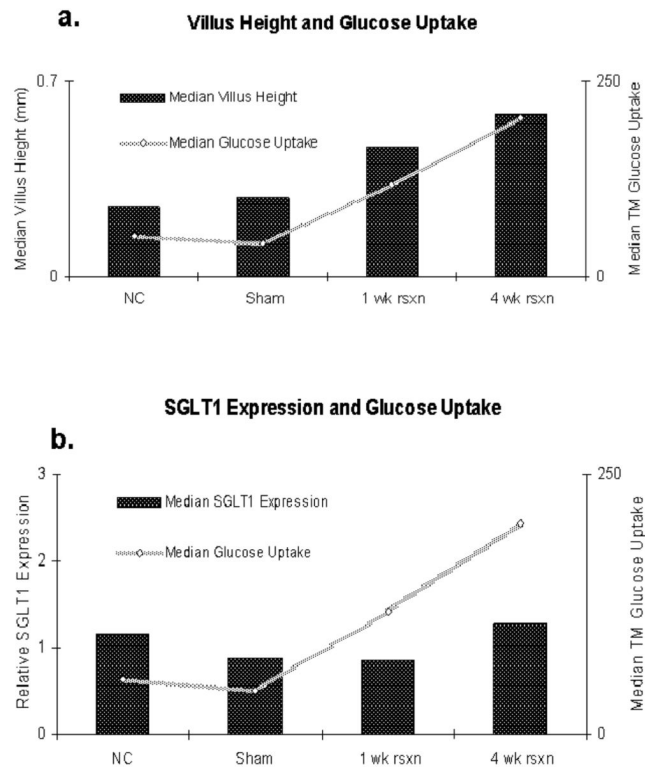 a.
Villus Height and Glucose Uptake
0.7
250
Median Villus Height
Median Glucose Uptake
Median Villus Hieght (mm)
Median TM Glucose Uptake
0
0
NC Sham 1 wk rsxn 4 wk rsxn
SGLT1 Expression and Glucose Uptake
b.
3
250
Median SGLT1 Expression
2
Median Glucose Uptake
Relative SGLT1 Expression
Median TM Glucose Uptake
1
0
0
NC Sham 1 wk rsxn 4 wk rsxn